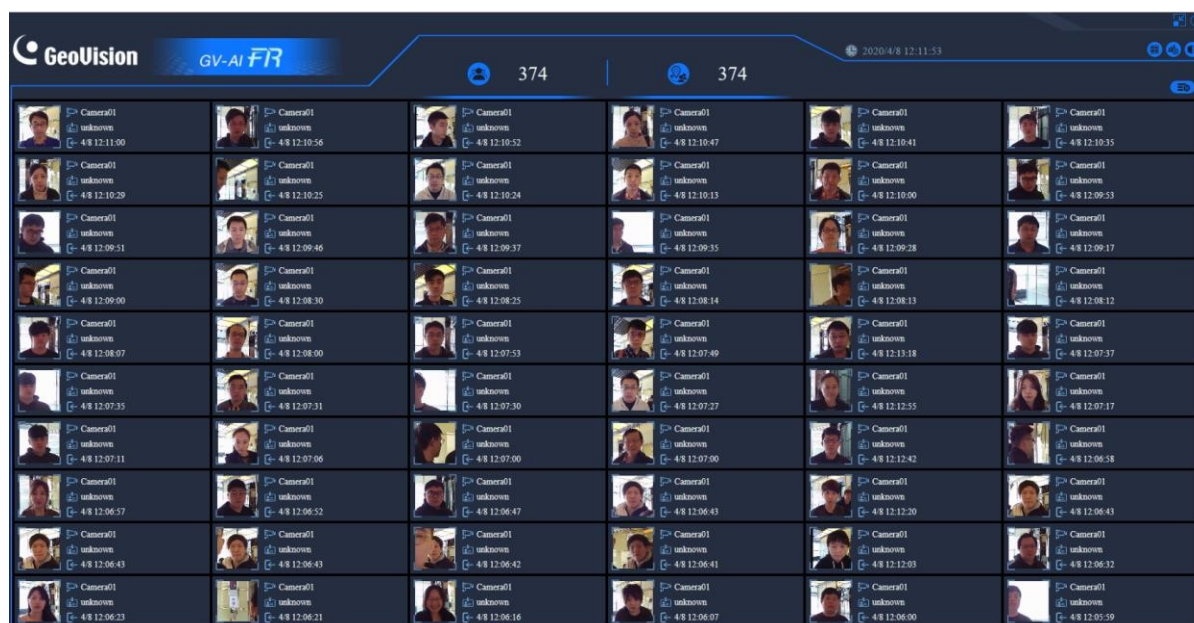 GeoVision
GV-AI FR
374
374
2020/4/8 12:11:53
Camera01
unknown
4/8 12:11:00
Camera01
unknown
4/8 12:10:56
Camera01
unknown
4/8 12:10:52
Camera01
unknown
4/8 12:10:47
Camera01
unknown
4/8 12:10:41
Camera01
unknown
4/8 12:10:35
Camera01
unknown
4/8 12:10:29
Camera01
unknown
4/8 12:10:25
Camera01
unknown
4/8 12:10:24
Camera01
unknown
4/8 12:10:13
Camera01
unknown
4/8 12:10:00
Camera01
unknown
4/8 12:09:53
Camera01
unknown
4/8 12:09:51
Camera01
unknown
4/8 12:09:46
Camera01
unknown
4/8 12:09:37
Camera01
unknown
4/8 12:09:35
Camera01
unknown
4/8 12:09:28
Camera01
unknown
4/8 12:09:17
Camera01
unknown
4/8 12:09:00
Camera01
unknown
4/8 12:08:30
Camera01
unknown
4/8 12:08:25
Camera01
unknown
4/8 12:08:14
Camera01
unknown
4/8 12:08:13
Camera01
unknown
4/8 12:08:12
Camera01
unknown
4/8 12:08:07
Camera01
unknown
4/8 12:08:00
Camera01
unknown
4/8 12:07:53
Camera01
unknown
4/8 12:07:49
Camera01
unknown
4/8 12:13:18
Camera01
unknown
4/8 12:07:37
Camera01
unknown
4/8 12:07:35
Camera01
unknown
4/8 12:07:31
Camera01
unknown
4/8 12:07:30
Camera01
unknown
4/8 12:07:27
Camera01
unknown
4/8 12:12:55
Camera01
unknown
4/8 12:07:17
Camera01
unknown
4/8 12:07:11
Camera01
unknown
4/8 12:07:06
Camera01
unknown
4/8 12:07:00
Camera01
unknown
4/8 12:07:00
Camera01
unknown
4/8 12:12:42
Camera01
unknown
4/8 12:06:58
Camera01
unknown
4/8 12:06:57
Camera01
unknown
4/8 12:06:52
Camera01
unknown
4/8 12:06:47
Camera01
unknown
4/8 12:06:43
Camera01
unknown
4/8 12:12:20
Camera01
unknown
4/8 12:06:43
Camera01
unknown
4/8 12:06:43
Camera01
unknown
4/8 12:06:43
Camera01
unknown
4/8 12:06:42
Camera01
unknown
4/8 12:06:41
Camera01
unknown
4/8 12:12:03
Camera01
unknown
4/8 12:06:32
Camera01
unknown
4/8 12:06:23
Camera01
unknown
4/8 12:06:21
Camera01
unknown
4/8 12:06:16
Camera01
unknown
4/8 12:06:07
Camera01
unknown
4/8 12:06:00
Camera01
unknown
4/8 12:05:59